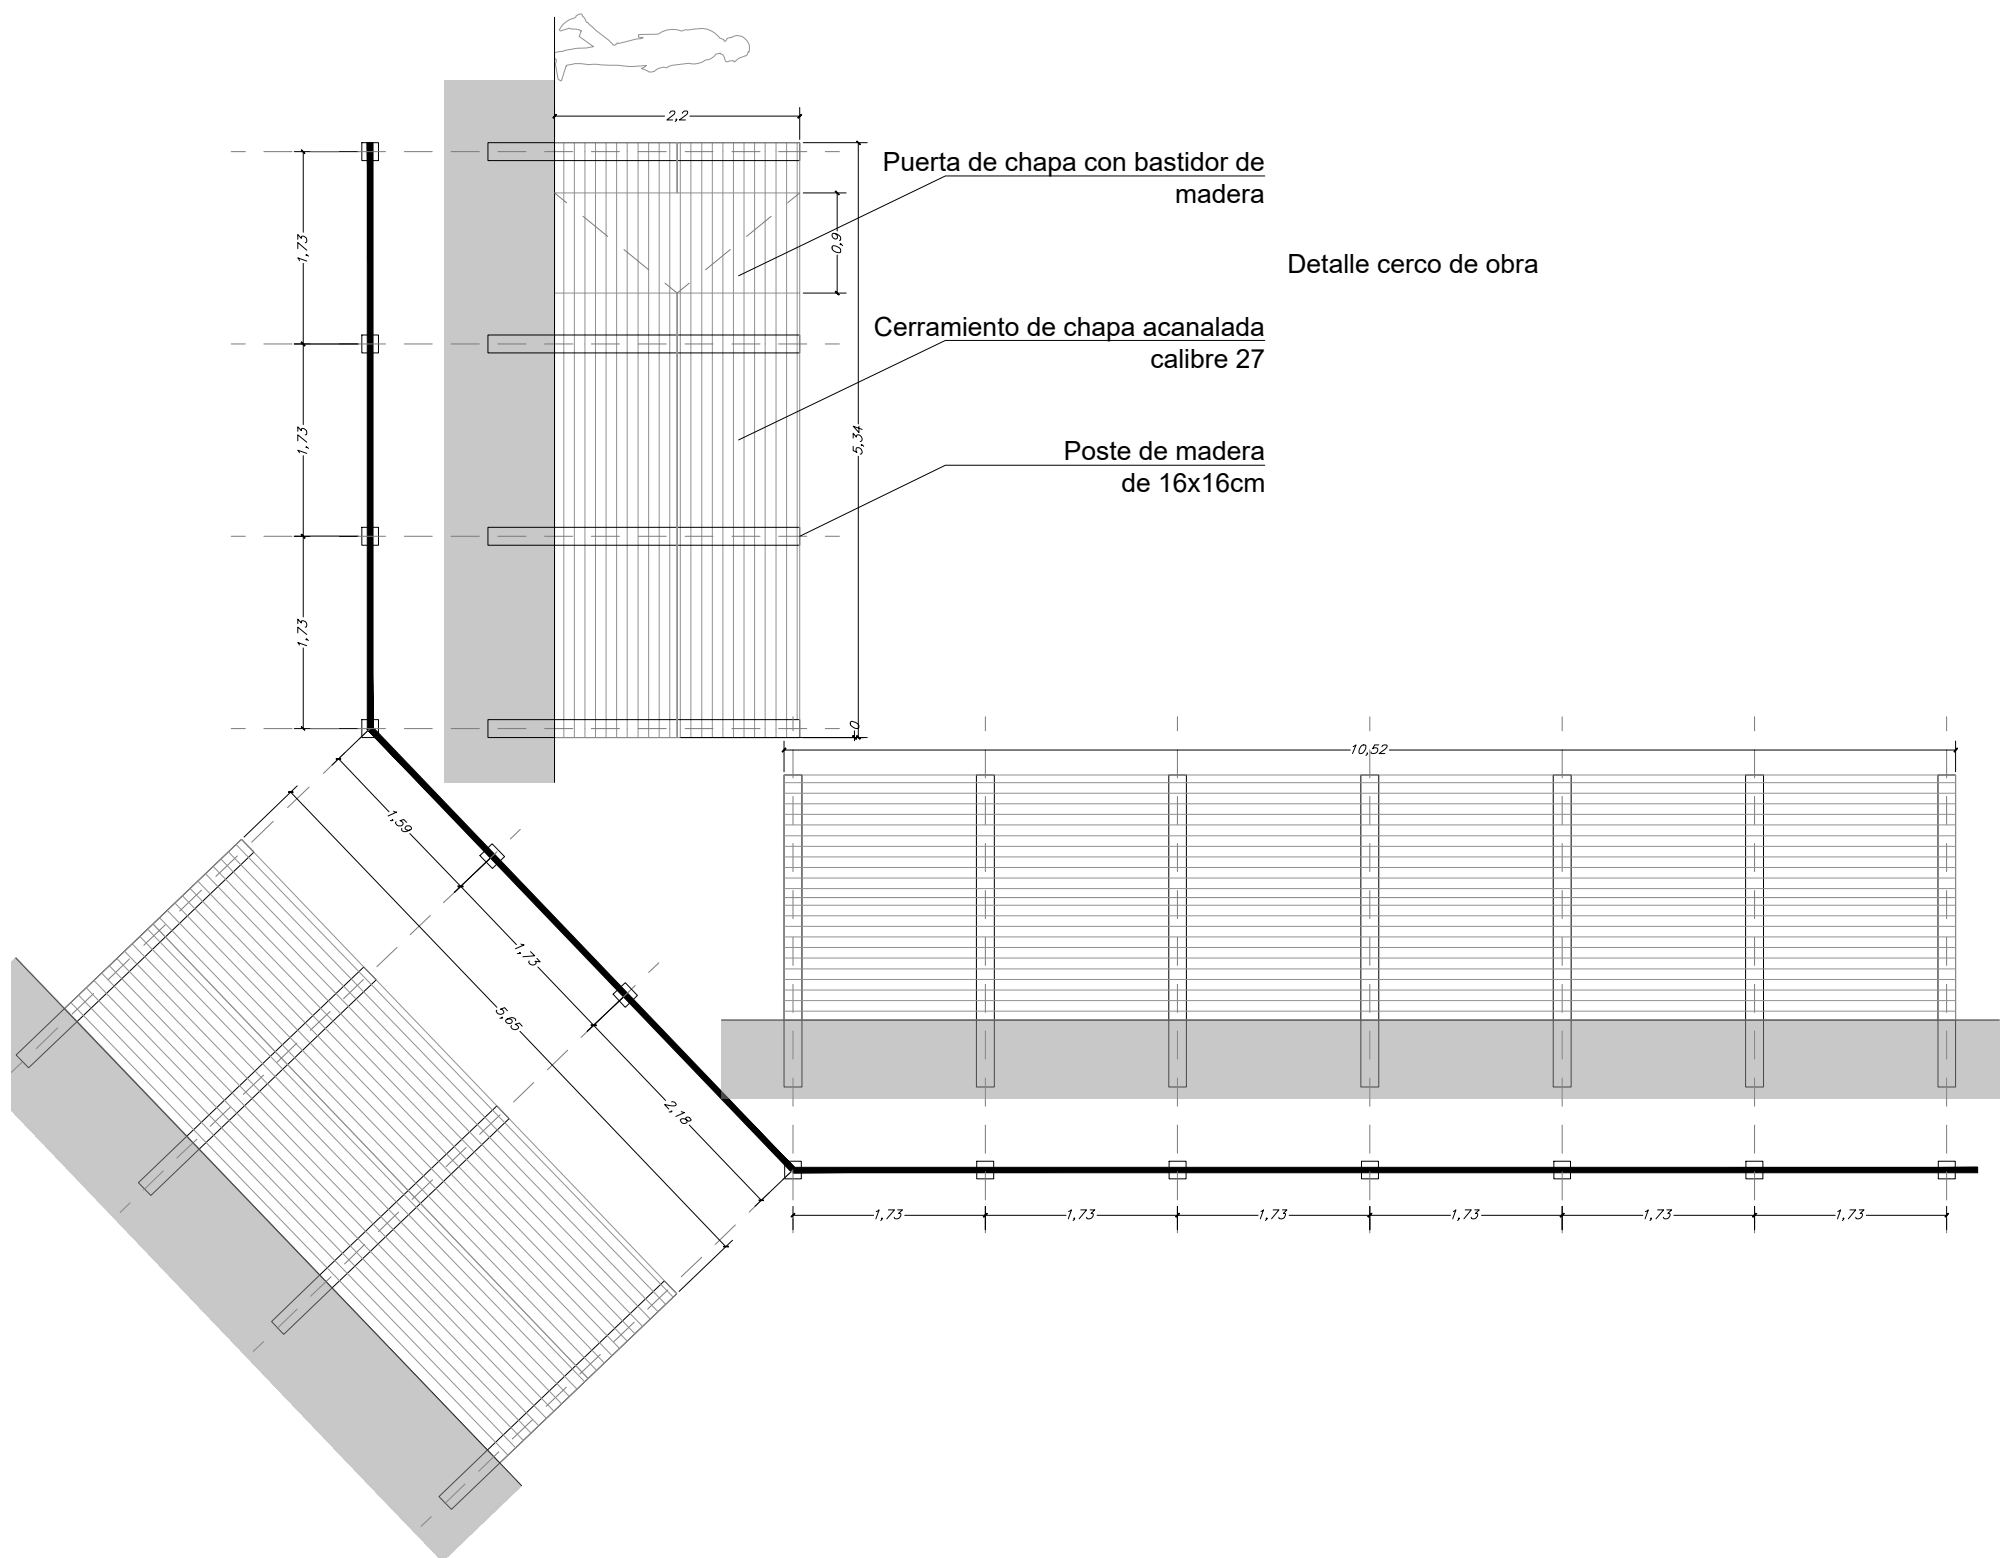 2,2
Puerta de chapa con bastidor de
madera
0,9
1,73
Detalle cerco de obra
Cerramiento de chapa acanalada
calibre 27
1,73
5,34
Poste de madera
de 16x16cm
1,73
0
10,52
1,59
1,73
5,65
2,18
1,73
1,73
1,73
1,73
1,73
1,73